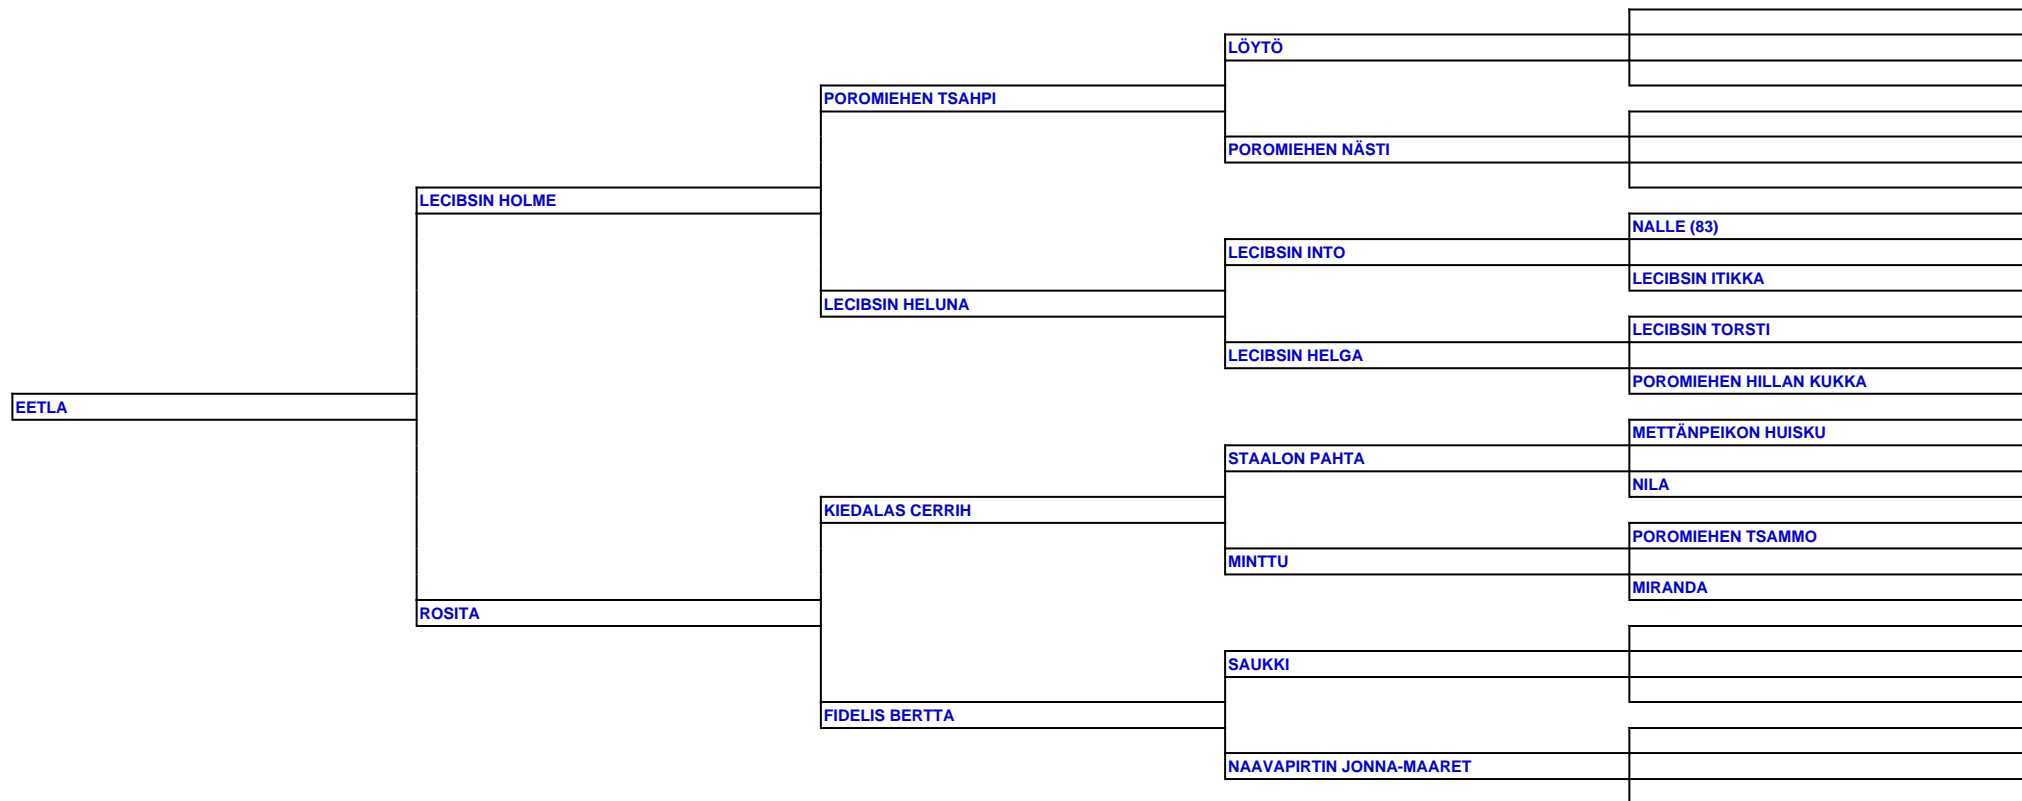 LÖYTÖ
POROMIEHEN TSAHPI
POROMIEHEN NÄSTI
LECIBSIN HOLME
NALLE (83)
LECIBSIN INTO
LECIBSIN ITIKKA
LECIBSIN HELUNA
LECIBSIN TORSTI
LECIBSIN HELGA
POROMIEHEN HILLAN KUKKA
EETLA
METTÄNPEIKON HUISKU
STAALON PAHTA
NILA
KIEDALAS CERRIH
POROMIEHEN TSAMMO
MINTTU
MIRANDA
ROSITA
SAUKKI
FIDELIS BERTTA
NAAVAPIRTIN JONNA-MAARET